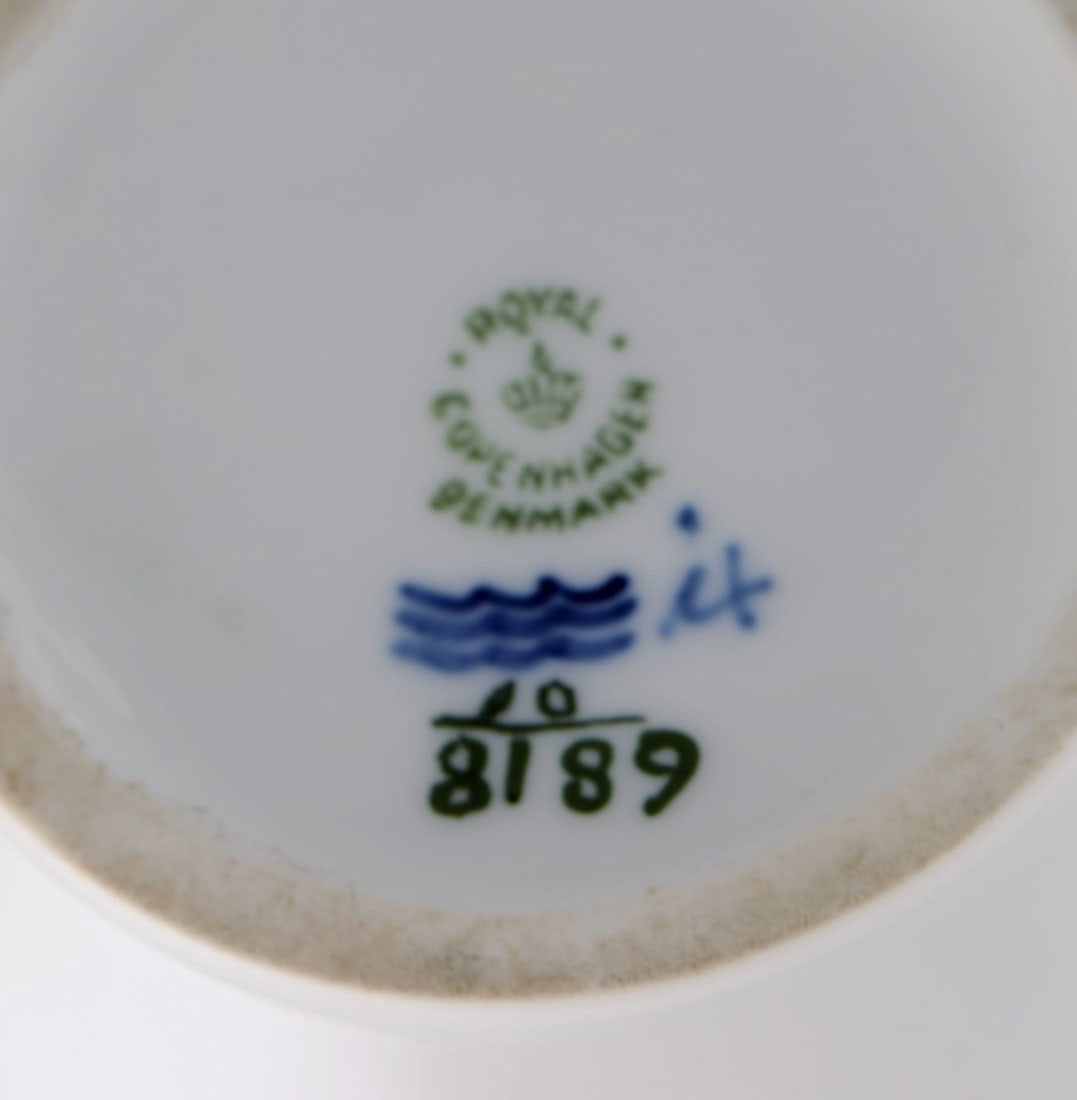 ROYAL
COPENHAGEN
DENMARK
10
8189